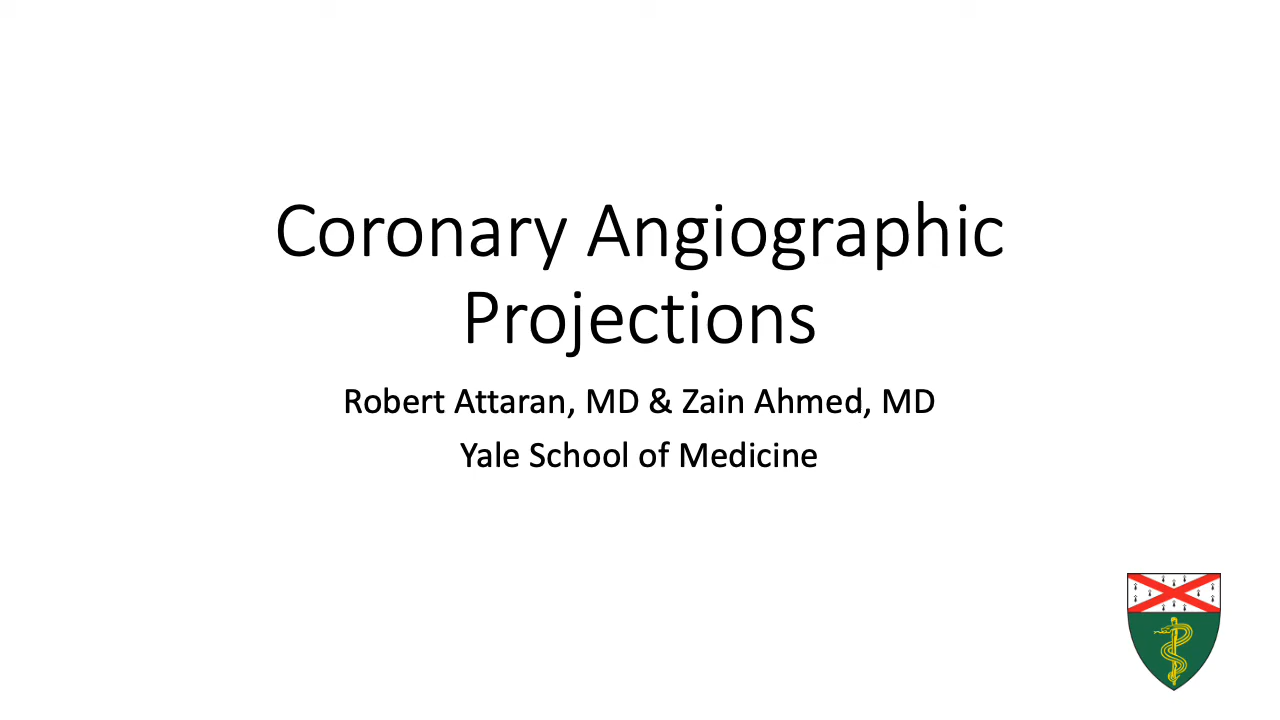 Coronary Angiographic
Projections
Robert Attaran, MD & Zain Ahmed, MD
Yale School of Medicine